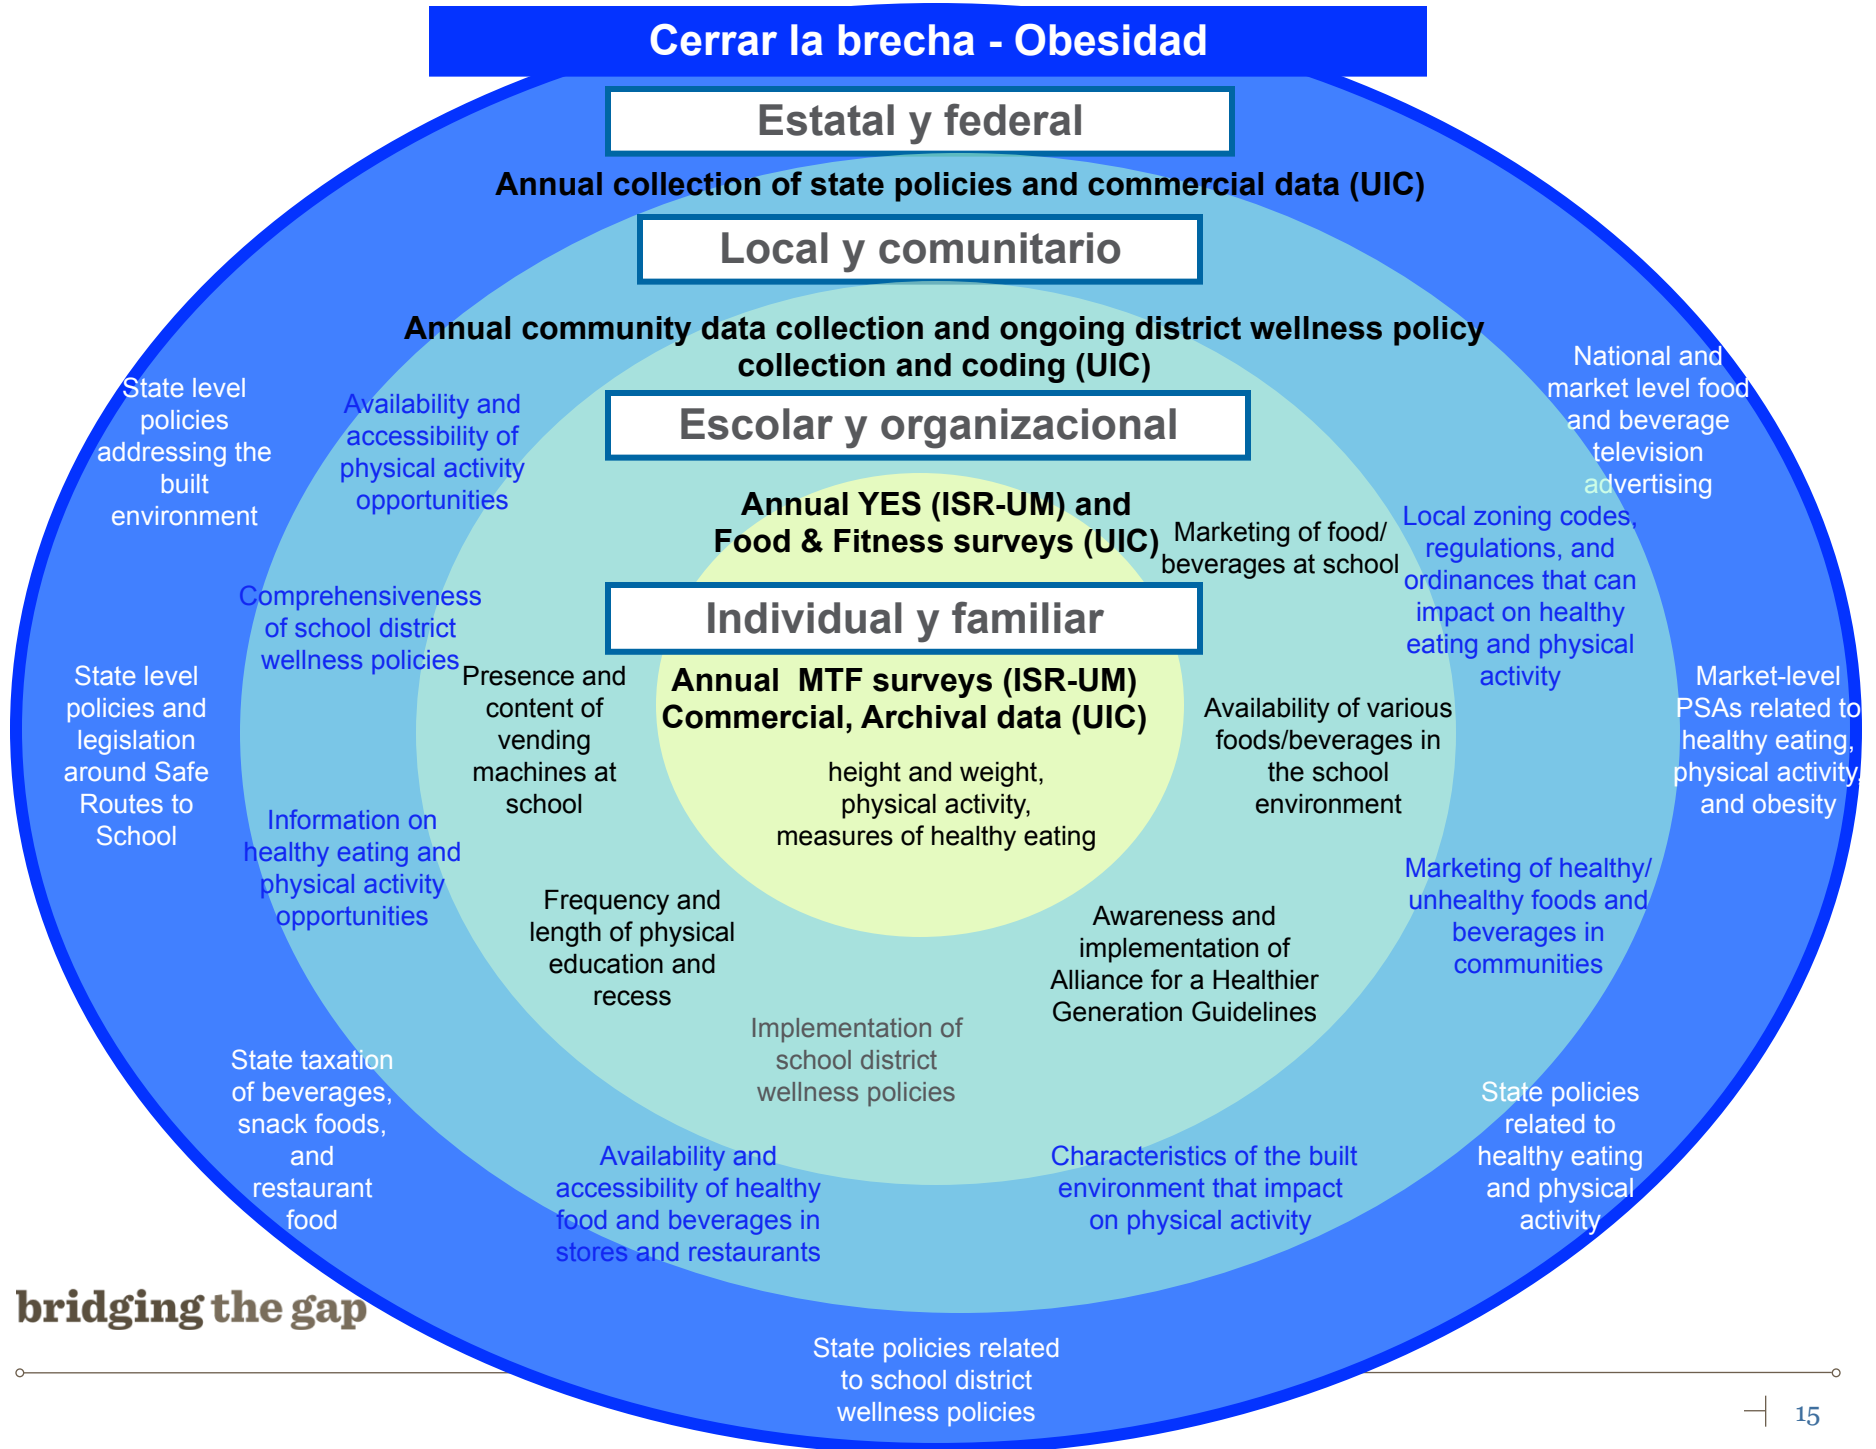 Cerrar la brecha - Obesidad
Estatal y federal
Annual collection of state policies and commercial data (UIC)
Local y comunitario
Annual community data collection and ongoing district wellness policy
collection and coding (UIC)
Escolar y organizacional
Annual YES (ISR-UM) and
Food & Fitness surveys (UIC)
Individual y familiar
Annual MTF surveys (ISR-UM)
Commercial, Archival data (UIC)
height and weight,
physical activity,
measures of healthy eating
State level
policies
addressing the
built
environment
State level
policies and
legislation
around Safe
Routes to
School
State taxation
of beverages,
snack foods,
and
restaurant
food
State policies related
to school district
wellness policies
State policies
related to
healthy eating
and physical
activity
Market-level
PSAs related to
healthy eating,
physical activity,
and obesity
National and
market level food
and beverage
television
advertising
Availability and
accessibility of
physical activity
opportunities
Comprehensiveness
of school district
wellness policies
Information on
healthy eating and
physical activity
opportunities
Availability and
accessibility of healthy
food and beverages in
stores and restaurants
Characteristics of the built
environment that impact
on physical activity
Marketing of healthy/
unhealthy foods and
beverages in
communities
Local zoning codes,
regulations, and
ordinances that can
impact on healthy
eating and physical
activity
Marketing of food/
beverages at school
Presence and
content of
vending
machines at
school
Availability of various
foods/beverages in
the school
environment
Frequency and
length of physical
education and
recess
Awareness and
implementation of
Alliance for a Healthier
Generation Guidelines
Implementation of
school district
wellness policies
bridging the gap
15